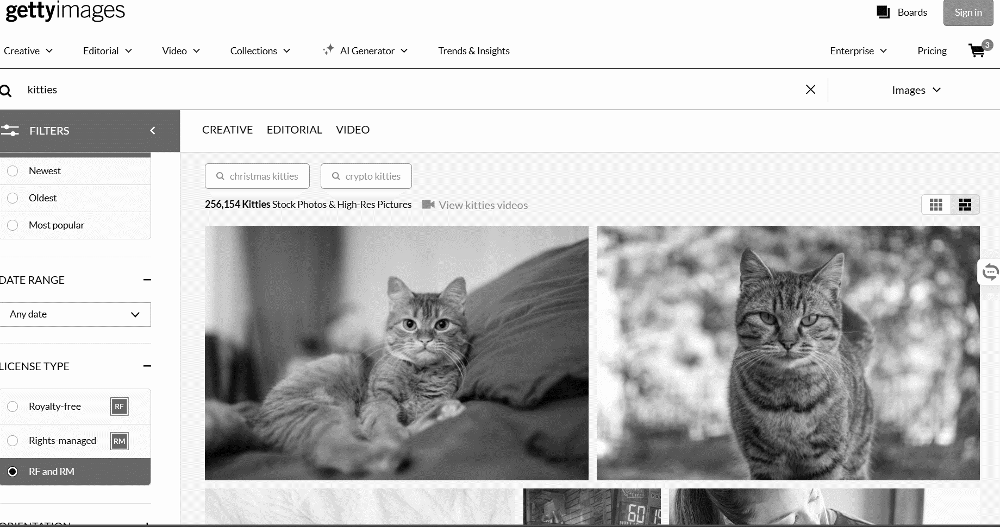 gettyimages
Boards
Sign in
Creative
Editorial
Video
Collections
AI Generator
Trends & Insights
Enterprise
Pricing
3
kitties
Images
FILTERS
CREATIVE EDITORIAL VIDEO
Newest
Oldest
Most popular
DATE RANGE
Any date
LICENSE TYPE
Royalty-free RF
Rights-managed RM
RF and RM
christmas kitties
crypto kitties
256,154 Kitties Stock Photos & High-Res Pictures
View kitties videos
60